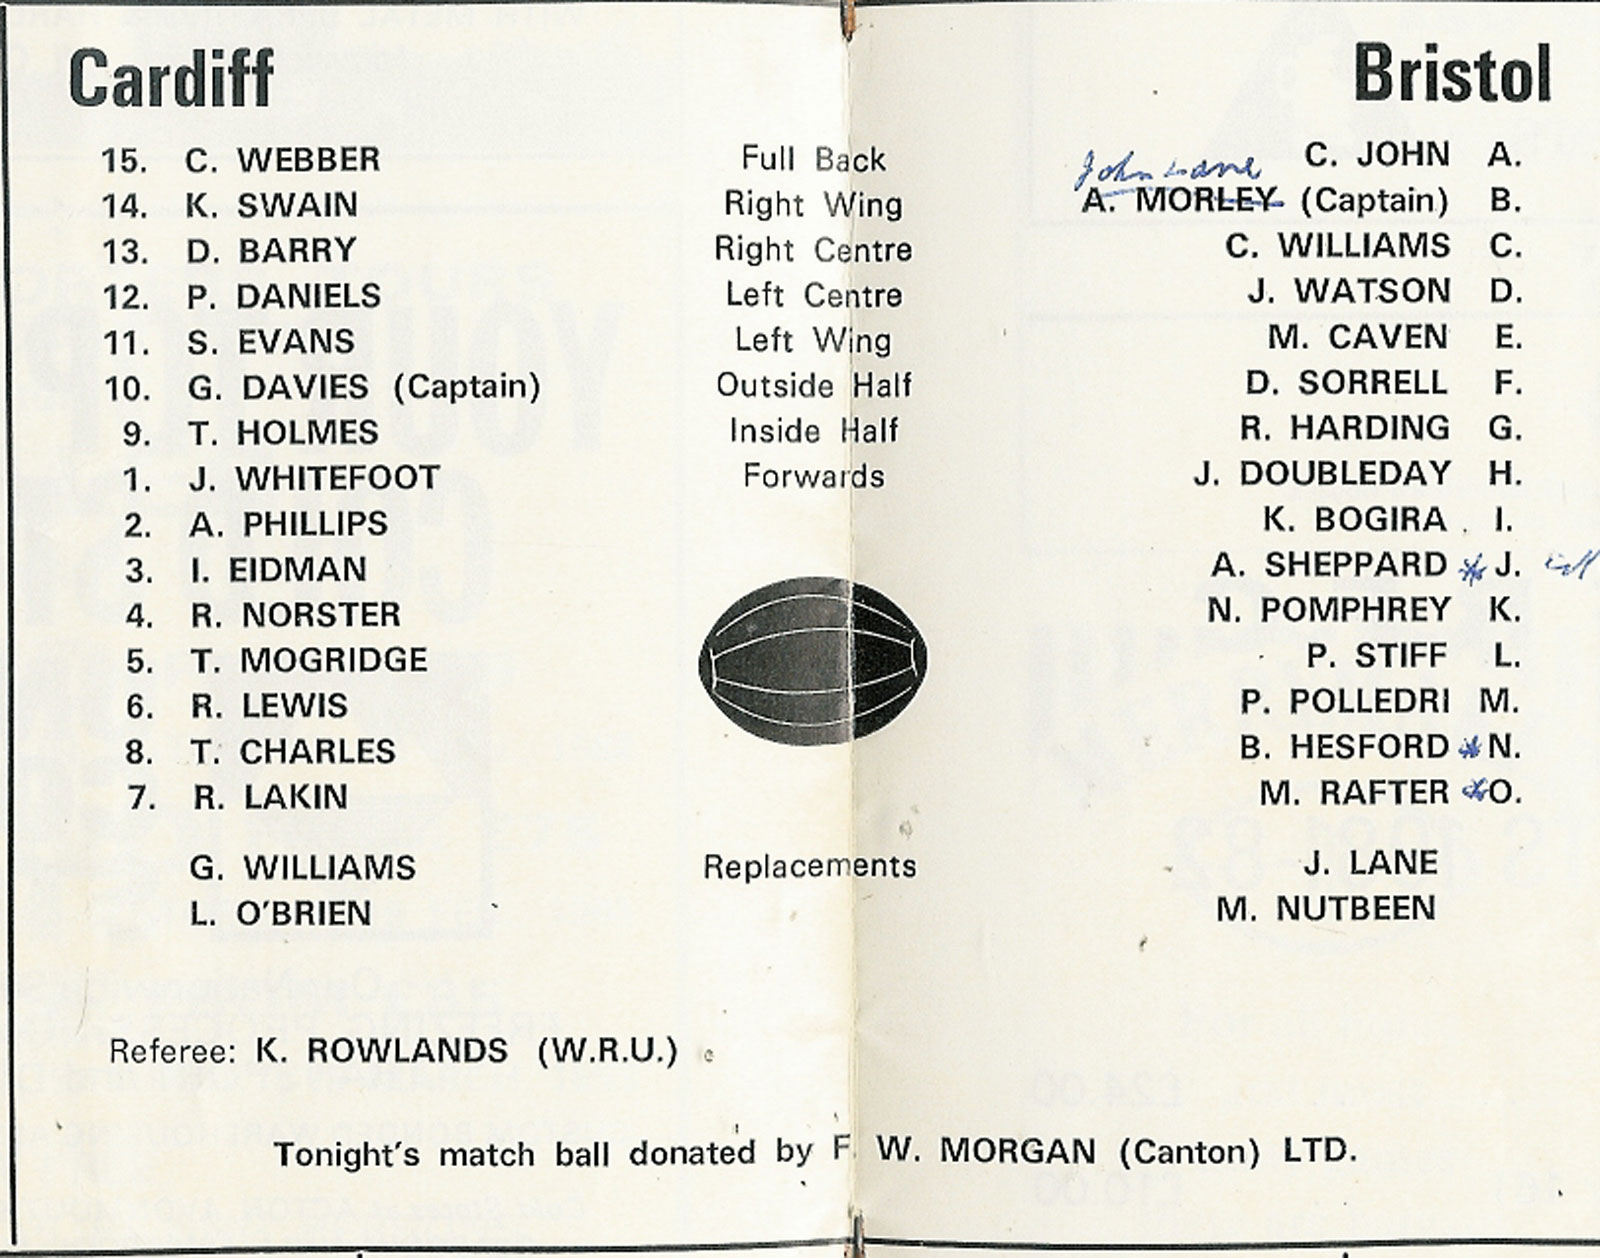 Cardiff Bristol
15. C. WEBBER Full Back C. JOHN A.
John Lane
14. K. SWAIN Right Wing A. MORLEY (Captain) B.
13. D. BARRY Right Centre C. WILLIAMS C.
12. P. DANIELS Left Centre J. WATSON D.
11. S. EVANS Left Wing M. CAVEN E.
10. G. DAVIES (Captain) Outside Half D. SORRELL F.
9. T. HOLMES Inside Half R. HARDING G.
1. J. WHITEFOOT Forwards J. DOUBLEDAY H.
2. A. PHILLIPS K. BOGIRA I.
3. I. EIDMAN A. SHEPPARD * J.
4. R. NORSTER N. POMPHREY K.
5. T. MOGRIDGE P. STIFF L.
6. R. LEWIS P. POLLEDRI M.
8. T. CHARLES B. HESFORD * N.
7. R. LAKIN M. RAFTER * O.
G. WILLIAMS Replacements J. LANE
L. O'BRIEN M. NUTBEEN
Referee: K. ROWLANDS (W.R.U.)
Tonight's match ball donated by F. W. MORGAN (Canton) LTD.